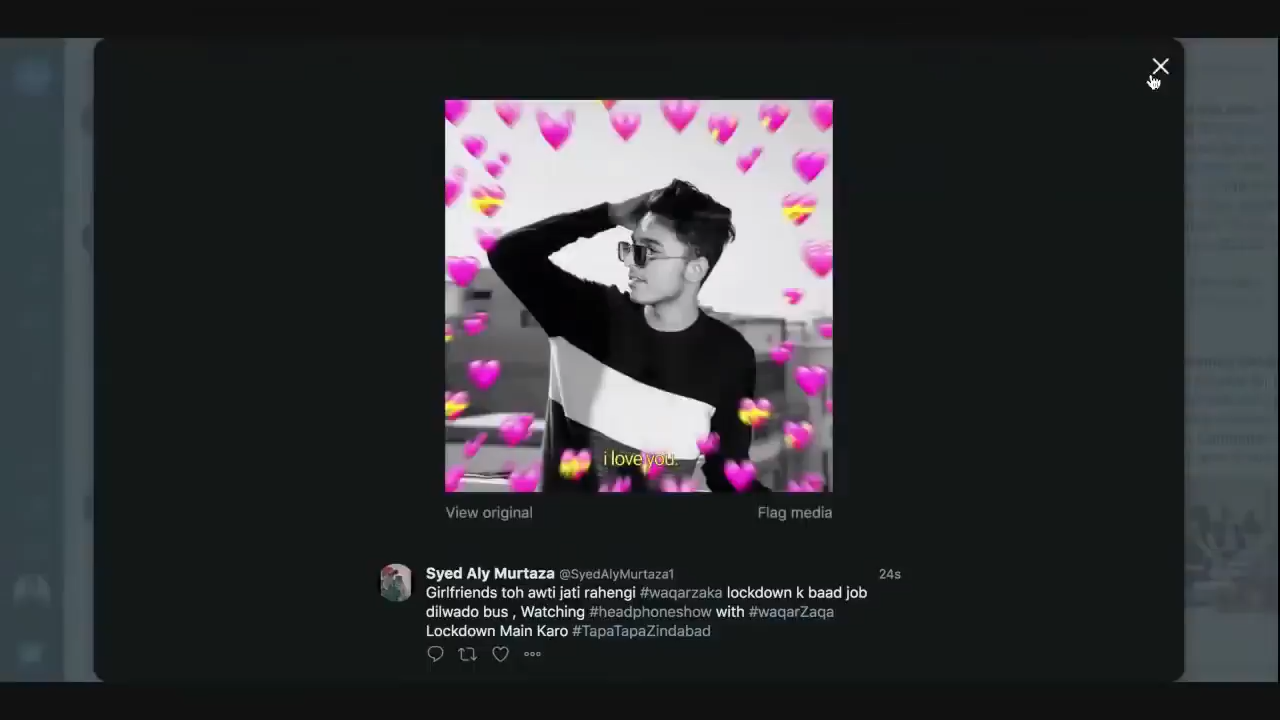 i love you.
View original
Flag media
Syed Aly Murtaza @SyedAlyMurtaza1 24s
Girlfriends toh awti jati rahengi #waqarzaka lockdown k baad job
dilwado bus , Watching #headphoneshow with #waqarZaqa
Lockdown Main Karo #TapaTapaZindabad